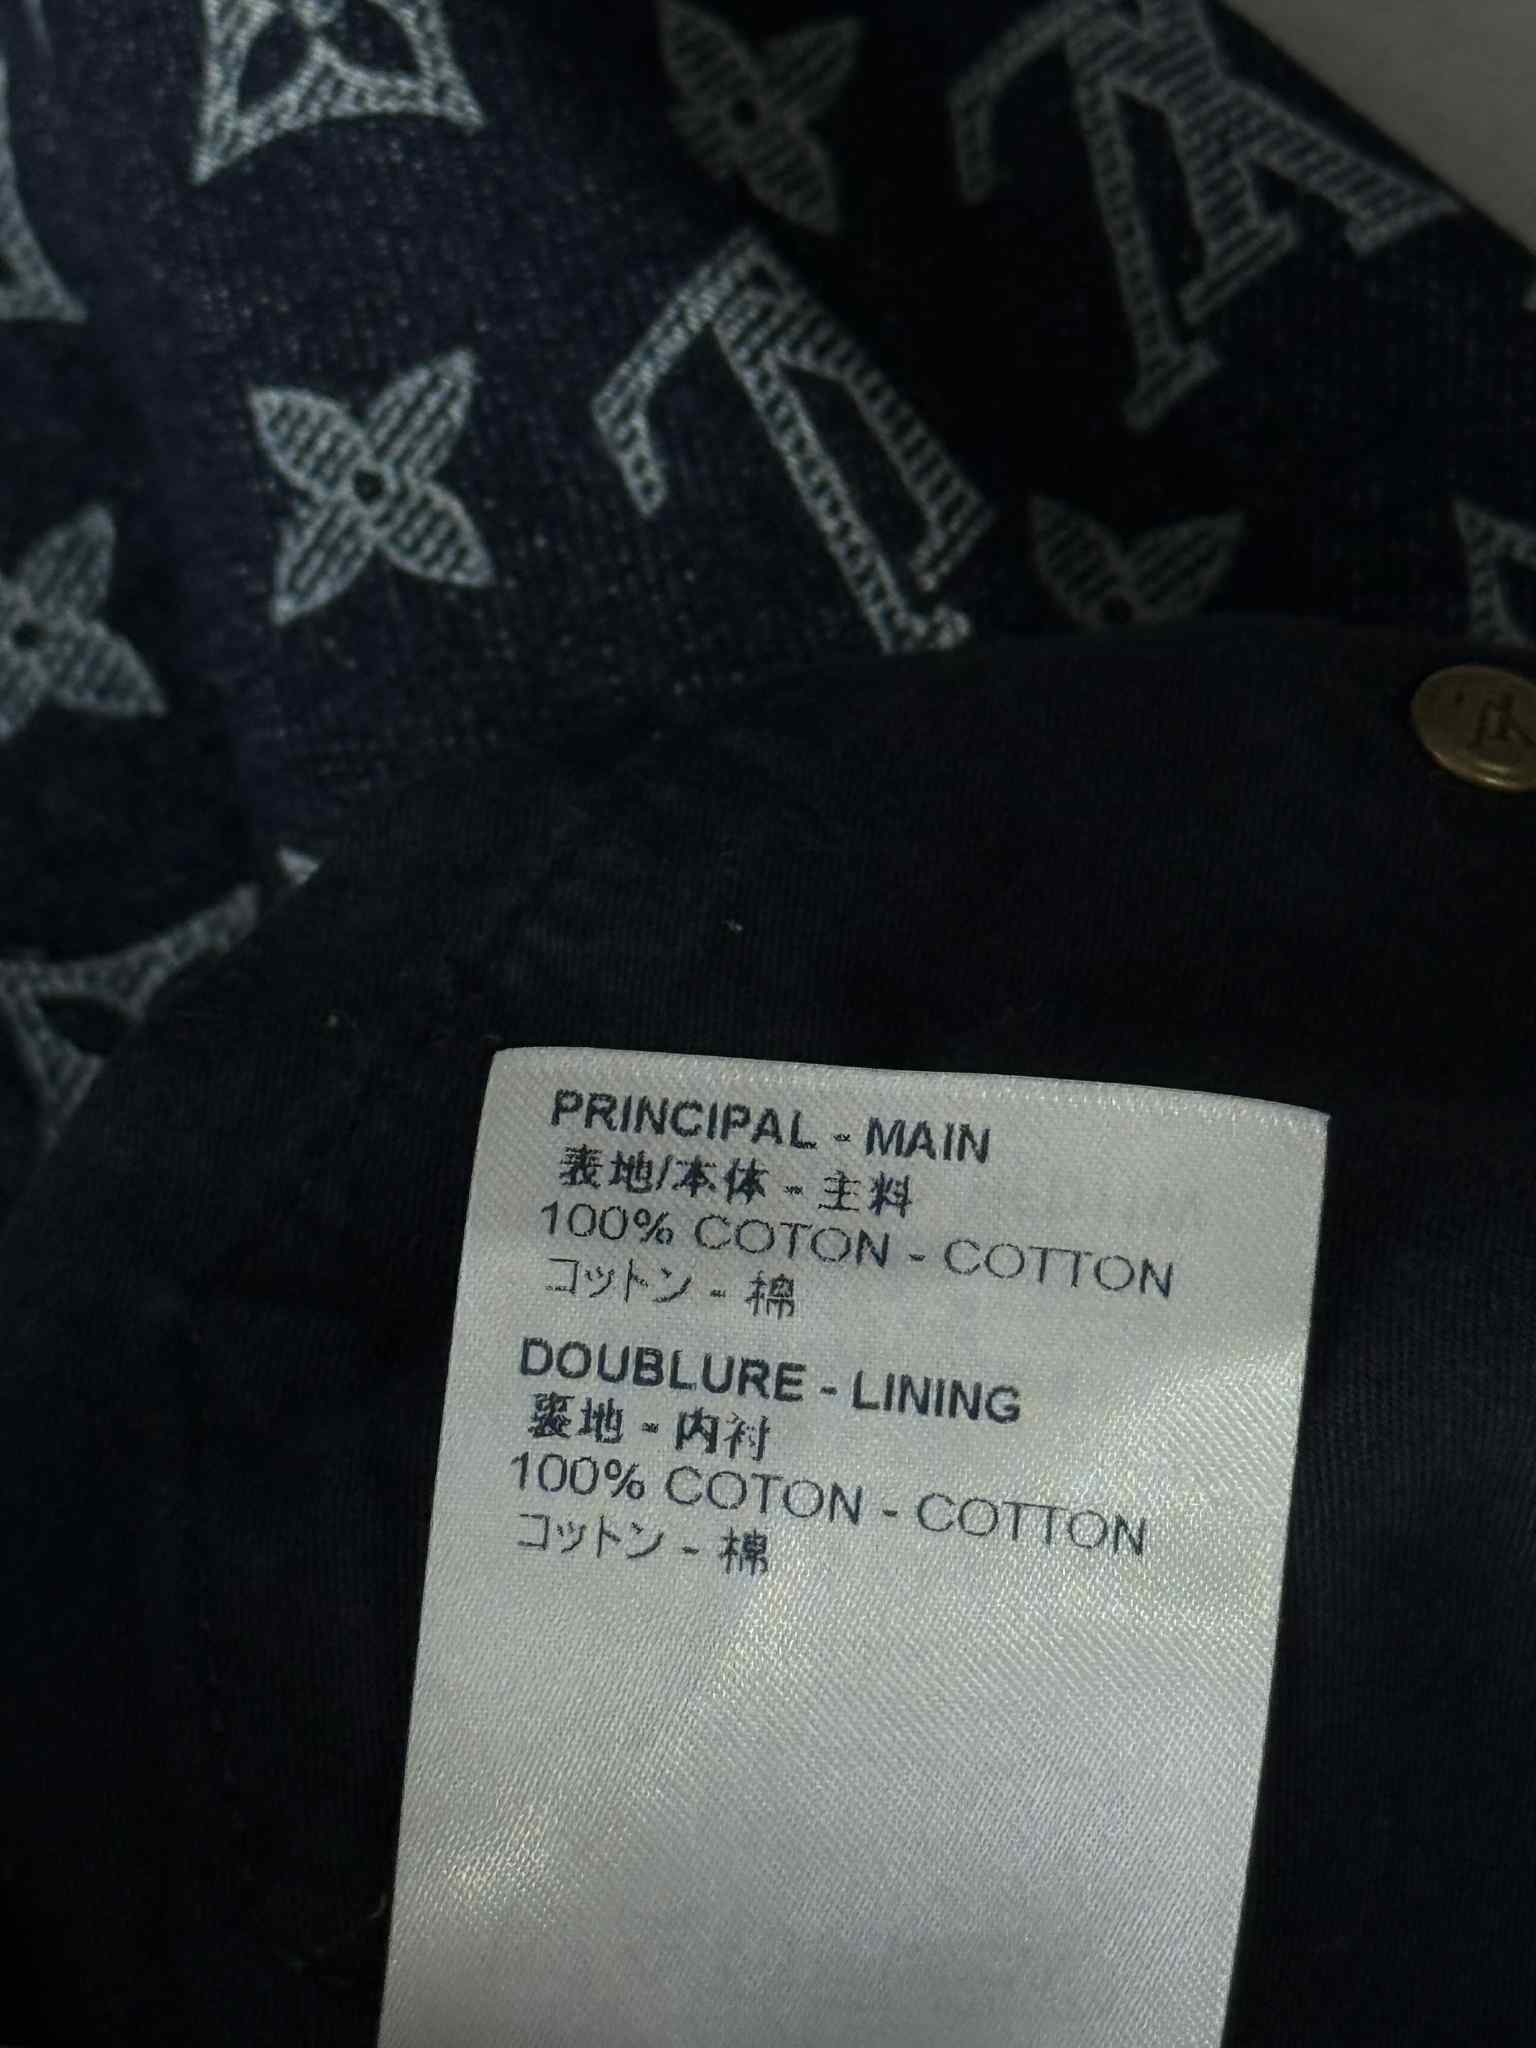 PRINCIPAL - MAIN
表地/本体 - 主料
100% COTON - COTTON
コットン - 棉
DOUBLURE - LINING
裏地 - 内衬
100% COTON - COTTON
コットン - 棉